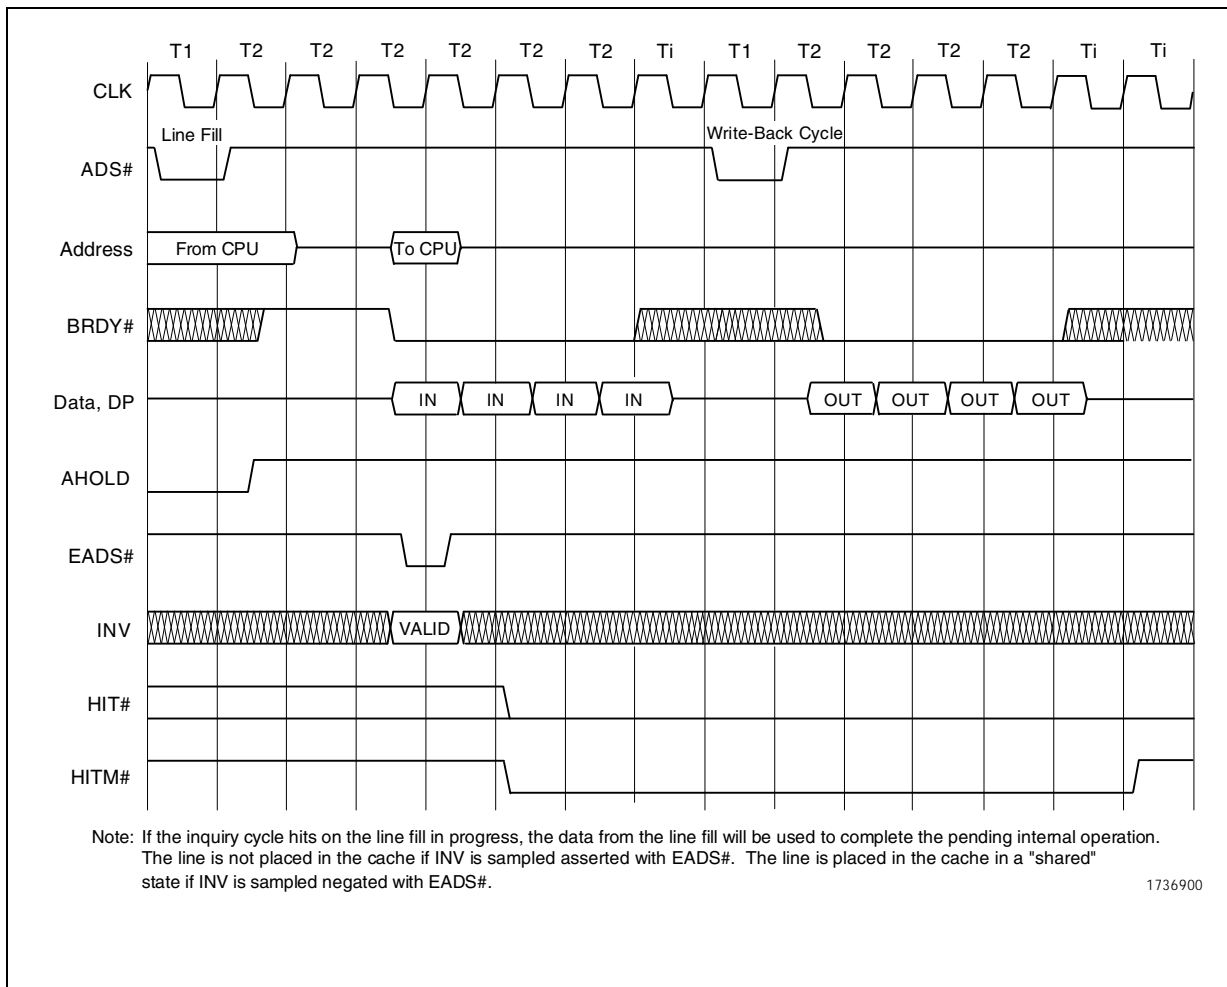 T1 T2 T2 T2 T2 T2 T2 Ti T1 T2 T2 T2 T2 Ti Ti
CLK
Line Fill Write-Back Cycle
ADS#
Address From CPU To CPU
BRDY#
Data, DP IN IN IN IN OUT OUT OUT OUT
AHOLD
EADS#
INV VALID
HIT#
HITM#
Note: If the inquiry cycle hits on the line fill in progress, the data from the line fill will be used to complete the pending internal operation.
The line is not placed in the cache if INV is sampled asserted with EADS#. The line is placed in the cache in a "shared"
state if INV is sampled negated with EADS#.
1736900